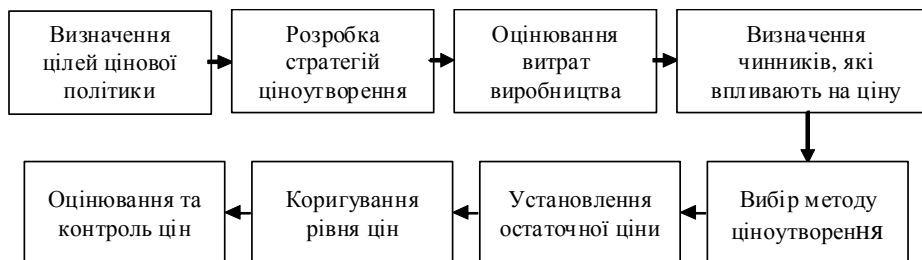 Визначення
цілей цінової
політики
Розробка
стратегій
ціноутворення
Оцінювання
витрат
виробництва
Визначення
чинників, які
впливають на ціну
Вибір методу
ціноутворення
Установлення
остаточної ціни
Коригування
рівня цін
Оцінювання та
контроль цін